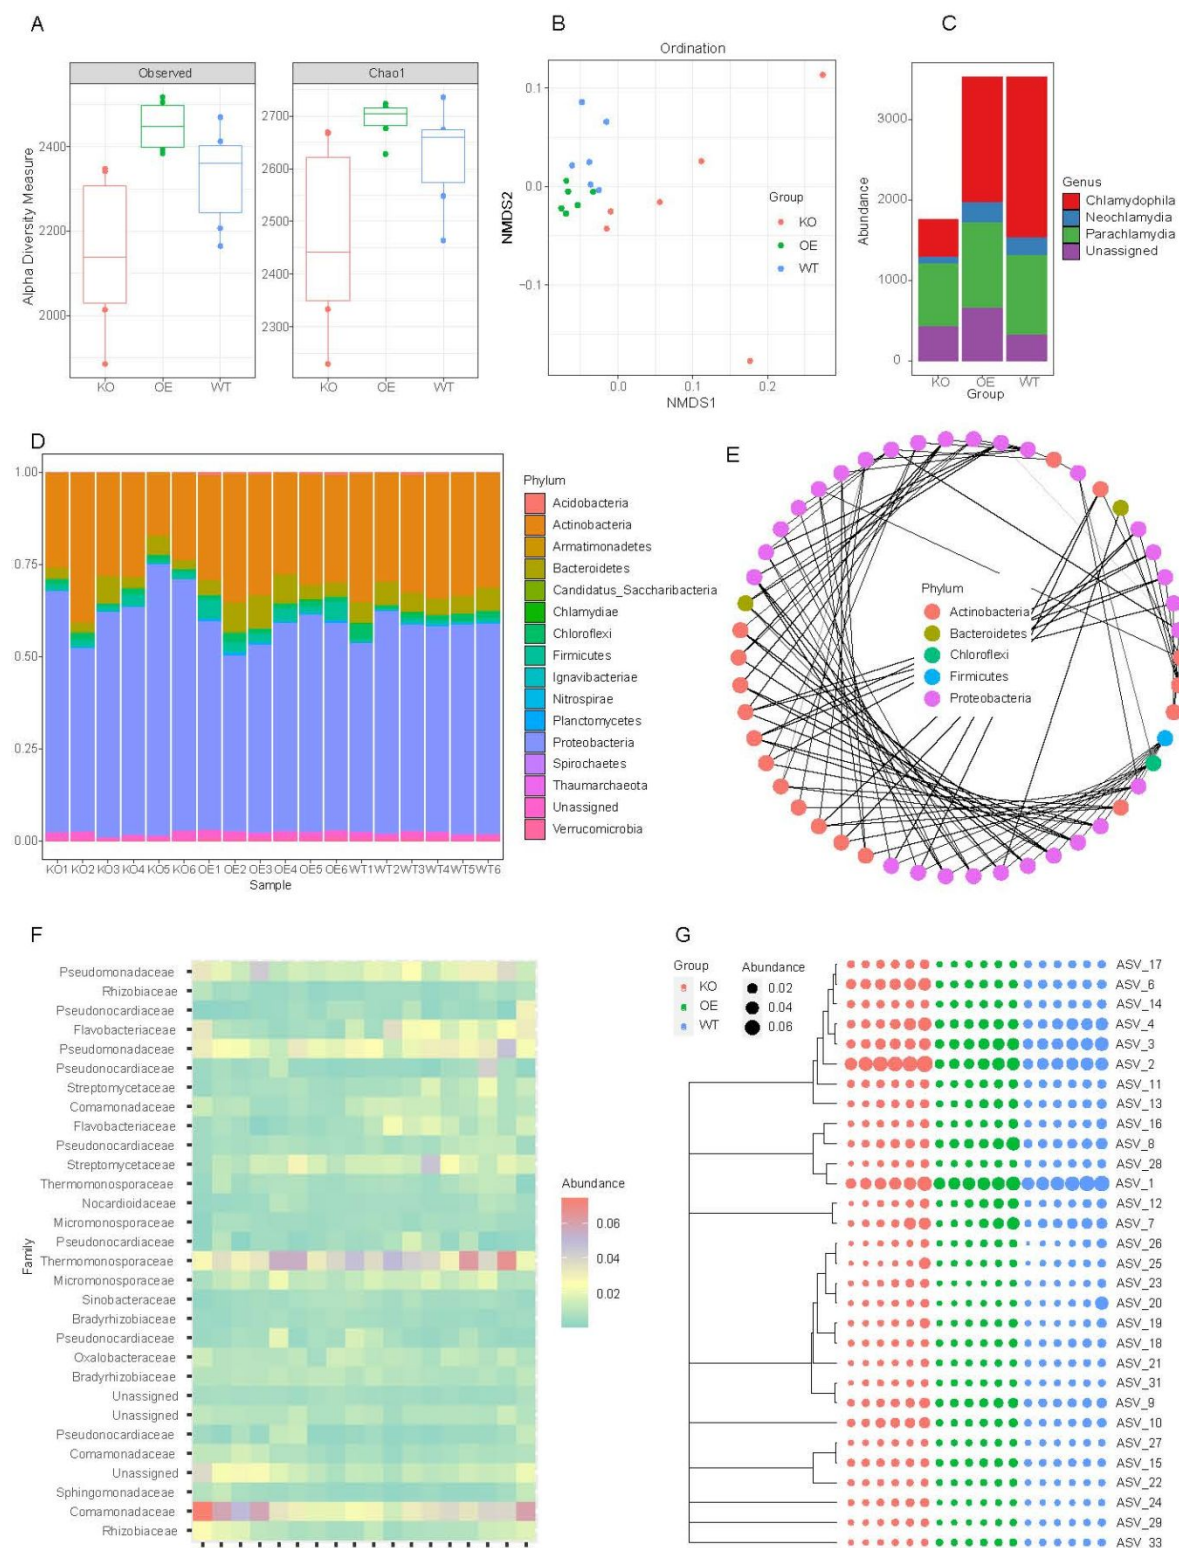 A
Observed
Chao1
Alpha Diversity Measure
2400
2200
2000
2700
2600
2500
2400
2300
KO
OE
WT
KO
OE
WT
B
Ordination
NMDS2
0.1
0.0
−0.1
0.0
0.1
0.2
NMDS1
Group
KO
OE
WT
C
Abundance
3000
2000
1000
0
KO
OE
WT
Group
Genus
Chlamydophila
Neochlamydia
Parachlamydia
Unassigned
D
1.00
0.75
0.50
0.25
0.00
KO1
KO2
KO3
KO4
KO5
KO6
OE1
OE2
OE3
OE4
OE5
OE6
WT1
WT2
WT3
WT4
WT5
WT6
Sample
Phylum
Acidobacteria
Actinobacteria
Armatimonadetes
Bacteroidetes
Candidatus_Saccharibacteria
Chlamydiae
Chloroflexi
Firmicutes
Ignavibacteriae
Nitrospirae
Planctomycetes
Proteobacteria
Spirochaetes
Thaumarchaeota
Unassigned
Verrucomicrobia
E
Phylum
Actinobacteria
Bacteroidetes
Chloroflexi
Firmicutes
Proteobacteria
F
Family
Pseudomonadaceae
Rhizobiaceae
Pseudonocardiaceae
Flavobacteriaceae
Pseudomonadaceae
Pseudonocardiaceae
Streptomycetaceae
Comamonadaceae
Flavobacteriaceae
Pseudonocardiaceae
Streptomycetaceae
Thermomonosporaceae
Nocardioidaceae
Micromonosporaceae
Pseudonocardiaceae
Thermomonosporaceae
Micromonosporaceae
Sinobacteraceae
Bradyrhizobiaceae
Pseudonocardiaceae
Oxalobacteraceae
Bradyrhizobiaceae
Unassigned
Unassigned
Pseudonocardiaceae
Comamonadaceae
Unassigned
Sphingomonadaceae
Comamonadaceae
Rhizobiaceae
Abundance
0.06
0.04
0.02
G
Group
KO
OE
WT
Abundance
0.02
0.04
0.06
ASV_17
ASV_6
ASV_14
ASV_4
ASV_3
ASV_2
ASV_11
ASV_13
ASV_16
ASV_8
ASV_28
ASV_1
ASV_12
ASV_7
ASV_26
ASV_25
ASV_23
ASV_20
ASV_19
ASV_18
ASV_21
ASV_31
ASV_9
ASV_10
ASV_27
ASV_15
ASV_22
ASV_24
ASV_29
ASV_33